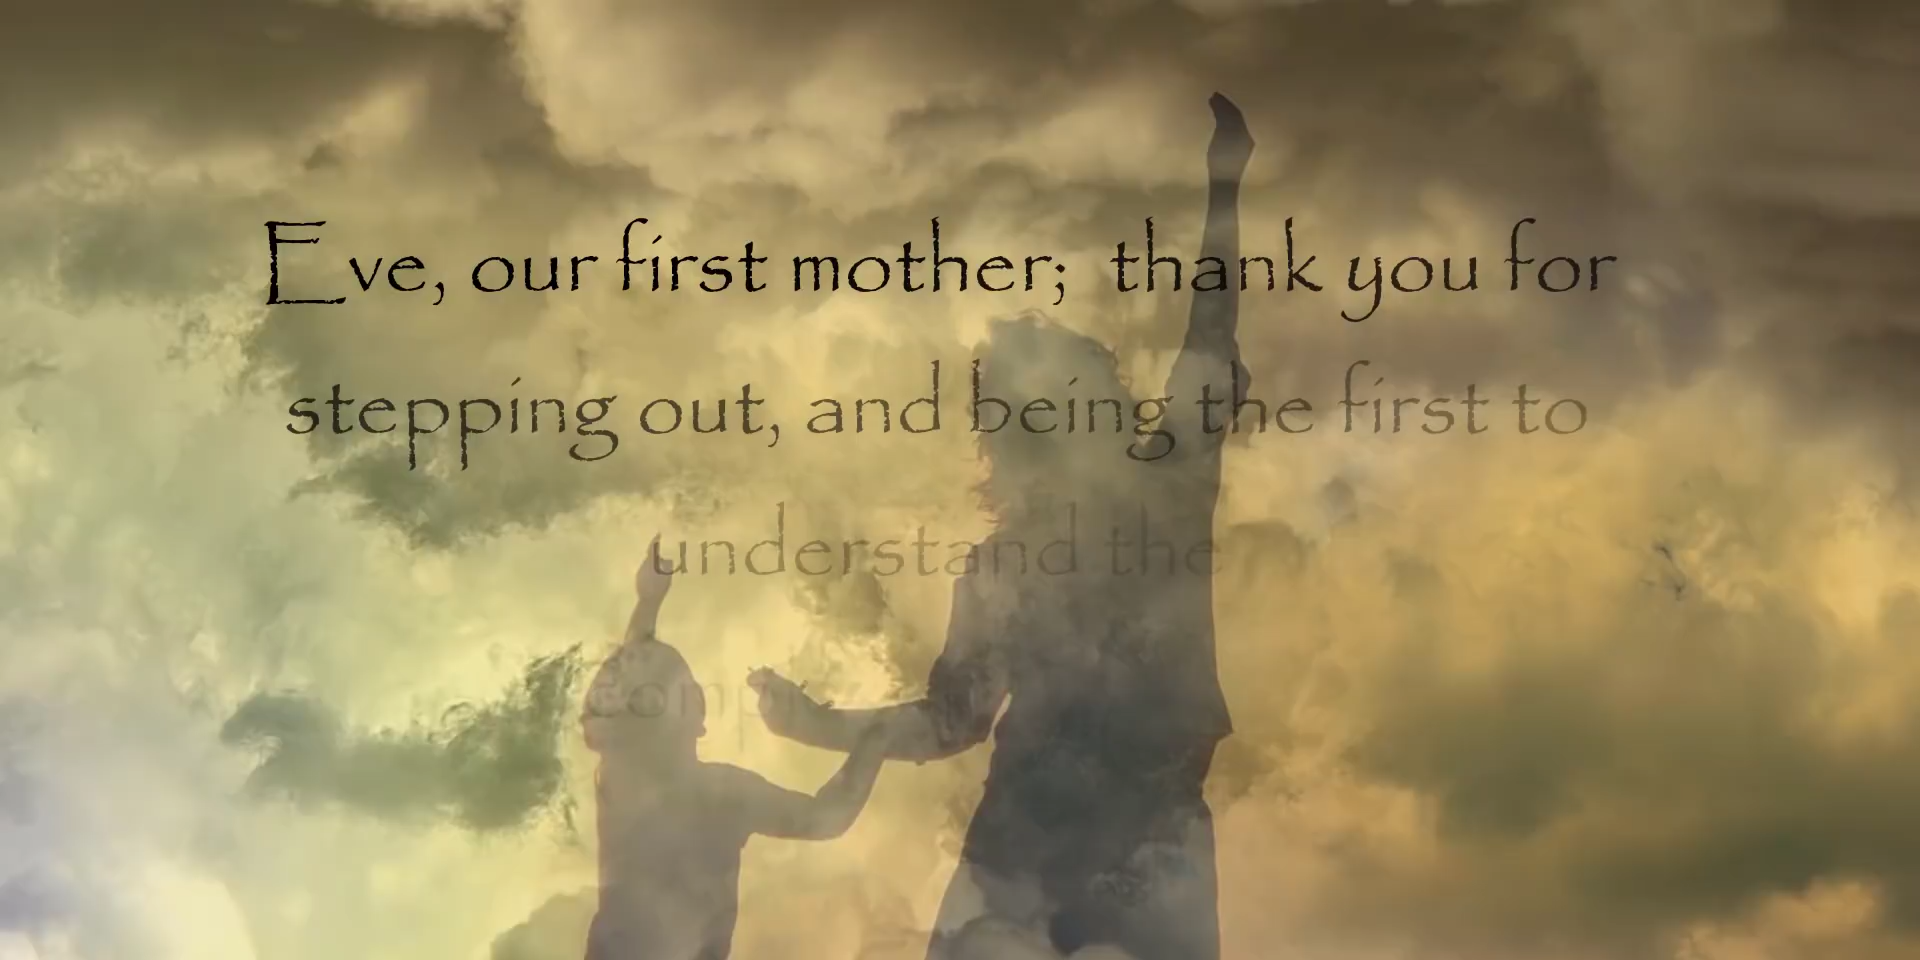 Eve, our first mother;  thank you for
stepping out, and being the first to
understand the